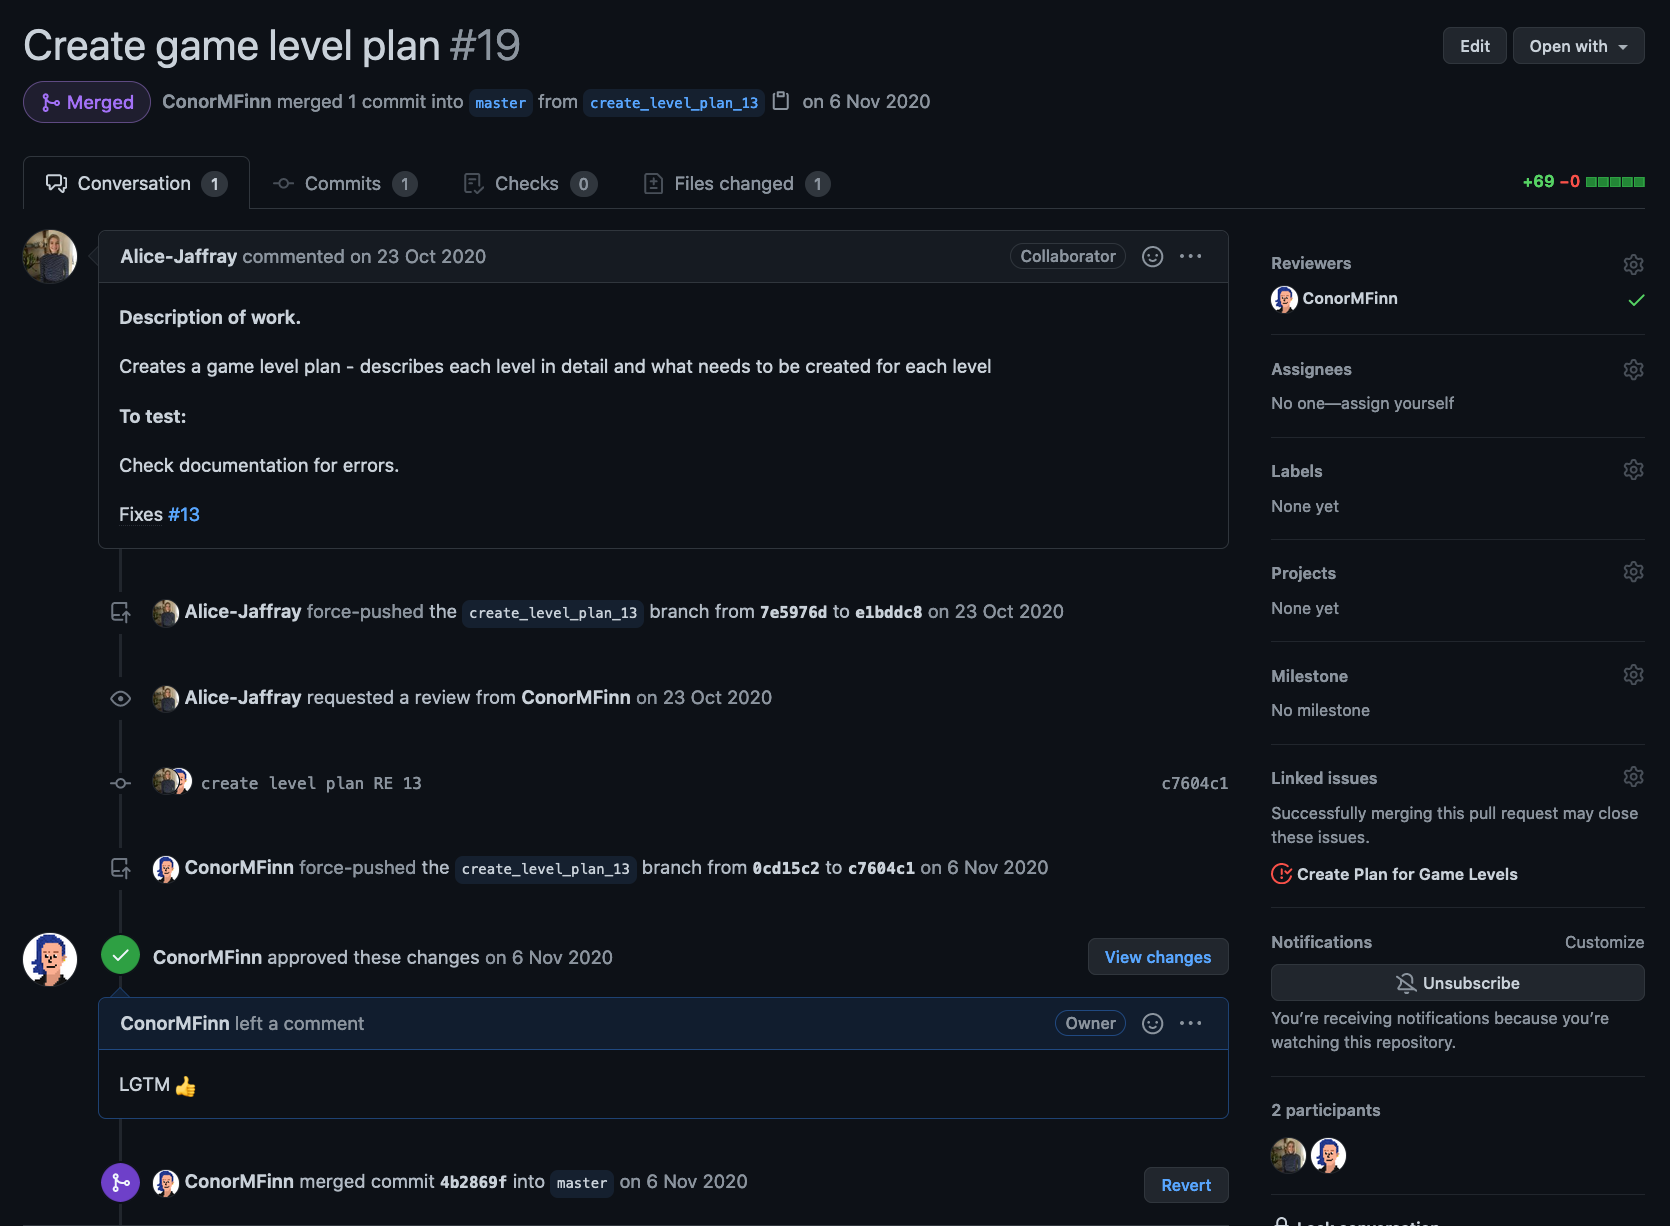 Create game level plan #19
Edit
Open with
Merged
ConorMFinn merged 1 commit into master from create_level_plan_13 on 6 Nov 2020
Conversation 1
Commits 1
Checks 0
Files changed 1
+69 −0
Alice-Jaffray commented on 23 Oct 2020
Collaborator
Description of work.
Creates a game level plan - describes each level in detail and what needs to be created for each level
To test:
Check documentation for errors.
Fixes #13
Alice-Jaffray force-pushed the create_level_plan_13 branch from 7e5976d to e1bddc8 on 23 Oct 2020
Alice-Jaffray requested a review from ConorMFinn on 23 Oct 2020
create level plan RE 13
c7604c1
ConorMFinn force-pushed the create_level_plan_13 branch from 0cd15c2 to c7604c1 on 6 Nov 2020
ConorMFinn approved these changes on 6 Nov 2020
View changes
ConorMFinn left a comment
Owner
LGTM 👍
ConorMFinn merged commit 4b2869f into master on 6 Nov 2020
Revert
Reviewers
ConorMFinn
Assignees
No one—assign yourself
Labels
None yet
Projects
None yet
Milestone
No milestone
Linked issues
Successfully merging this pull request may close
these issues.
Create Plan for Game Levels
Notifications
Customize
Unsubscribe
You're receiving notifications because you're
watching this repository.
2 participants
Lock conversation